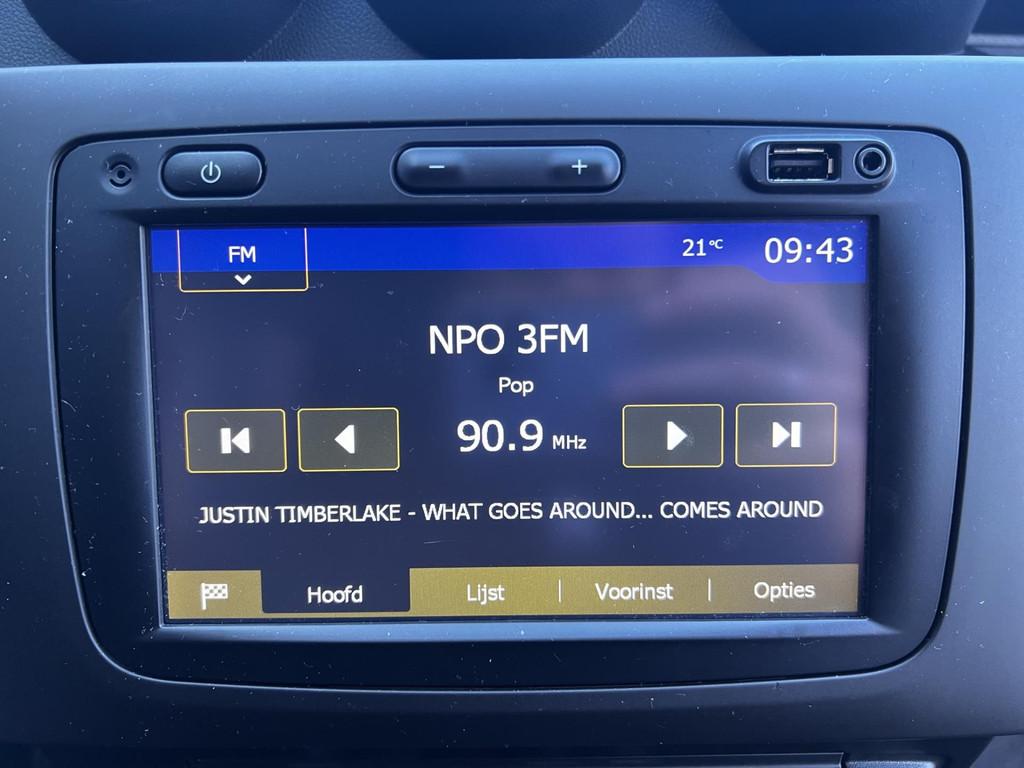 − +
FM
21°C 09:43
NPO 3FM
Pop
90.9 MHz
JUSTIN TIMBERLAKE - WHAT GOES AROUND... COMES AROUND
Hoofd Lijst Voorinst Opties